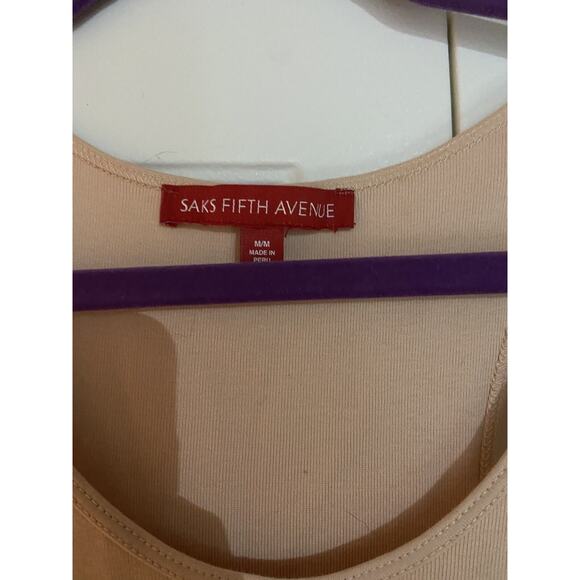 SAKS FIFTH AVENUE
M/M
MADE IN
PERU